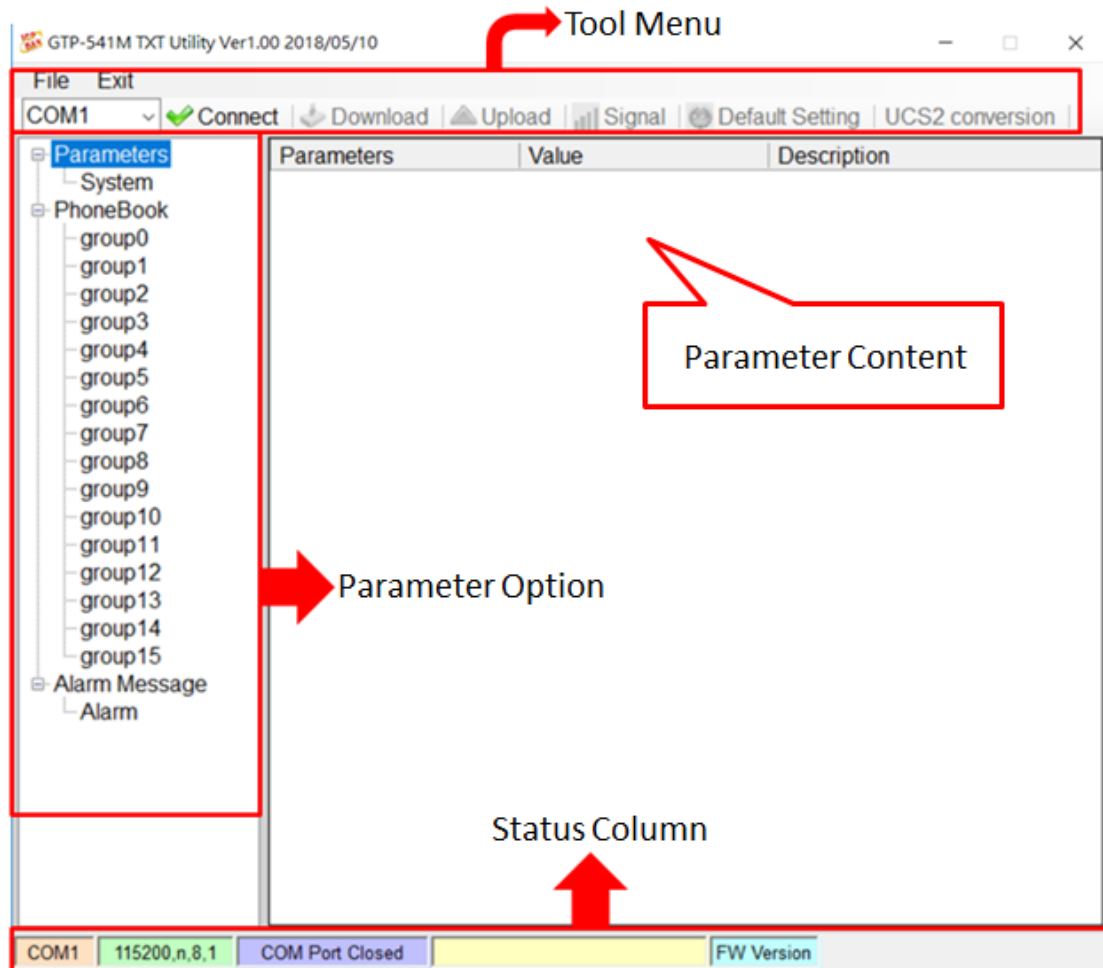 Tool Menu
GTP-541M TXT Utility Ver1.00 2018/05/10
File Exit
COM1 Connect Download Upload Signal Default Setting UCS2 conversion
Parameters
System
PhoneBook
group0
group1
group2
group3
group4
group5
group6
group7
group8
group9
group10
group11
group12
group13
group14
group15
Alarm Message
Alarm
Parameters Value Description
Parameter Content
Parameter Option
Status Column
COM1 115200,n,8,1 COM Port Closed FW Version